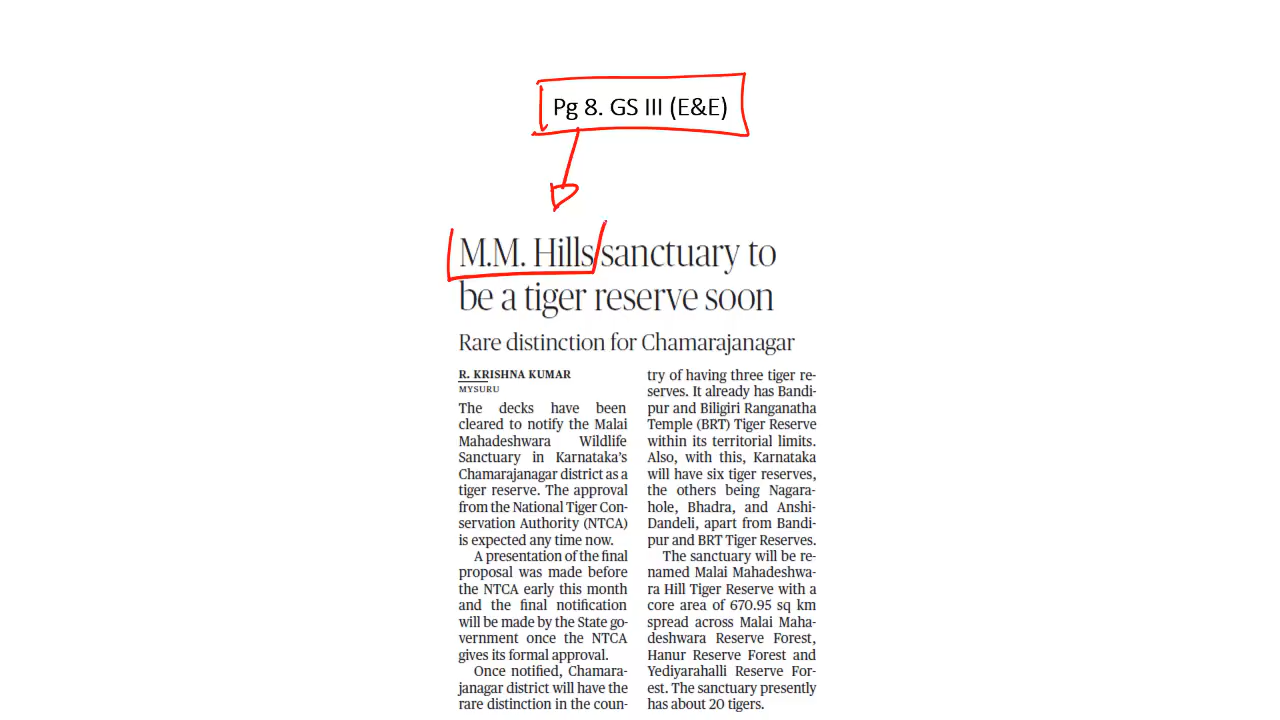 Pg 8. GS III (E&E)
M.M. Hills sanctuary to
be a tiger reserve soon
Rare distinction for Chamarajanagar
R. KRISHNA KUMAR
MYSURU
The decks have been
cleared to notify the Malai
Mahadeshwara Wildlife
Sanctuary in Karnataka's
Chamarajanagar district as a
tiger reserve. The approval
from the National Tiger Con-
servation Authority (NTCA)
is expected any time now.
A presentation of the final
proposal was made before
the NTCA early this month
and the final notification
will be made by the State go-
vernment once the NTCA
gives its formal approval.
Once notified, Chamara-
janagar district will have the
rare distinction in the coun-
try of having three tiger re-
serves. It already has Bandi-
pur and Biligiri Ranganatha
Temple (BRT) Tiger Reserve
within its territorial limits.
Also, with this, Karnataka
will have six tiger reserves,
the others being Nagara-
hole, Bhadra, and Anshi-
Dandeli, apart from Bandi-
pur and BRT Tiger Reserves.
The sanctuary will be re-
named Malai Mahadeshwa-
ra Hill Tiger Reserve with a
core area of 670.95 sq km
spread across Malai Maha-
deshwara Reserve Forest,
Hanur Reserve Forest and
Yediyarahalli Reserve For-
est. The sanctuary presently
has about 20 tigers.